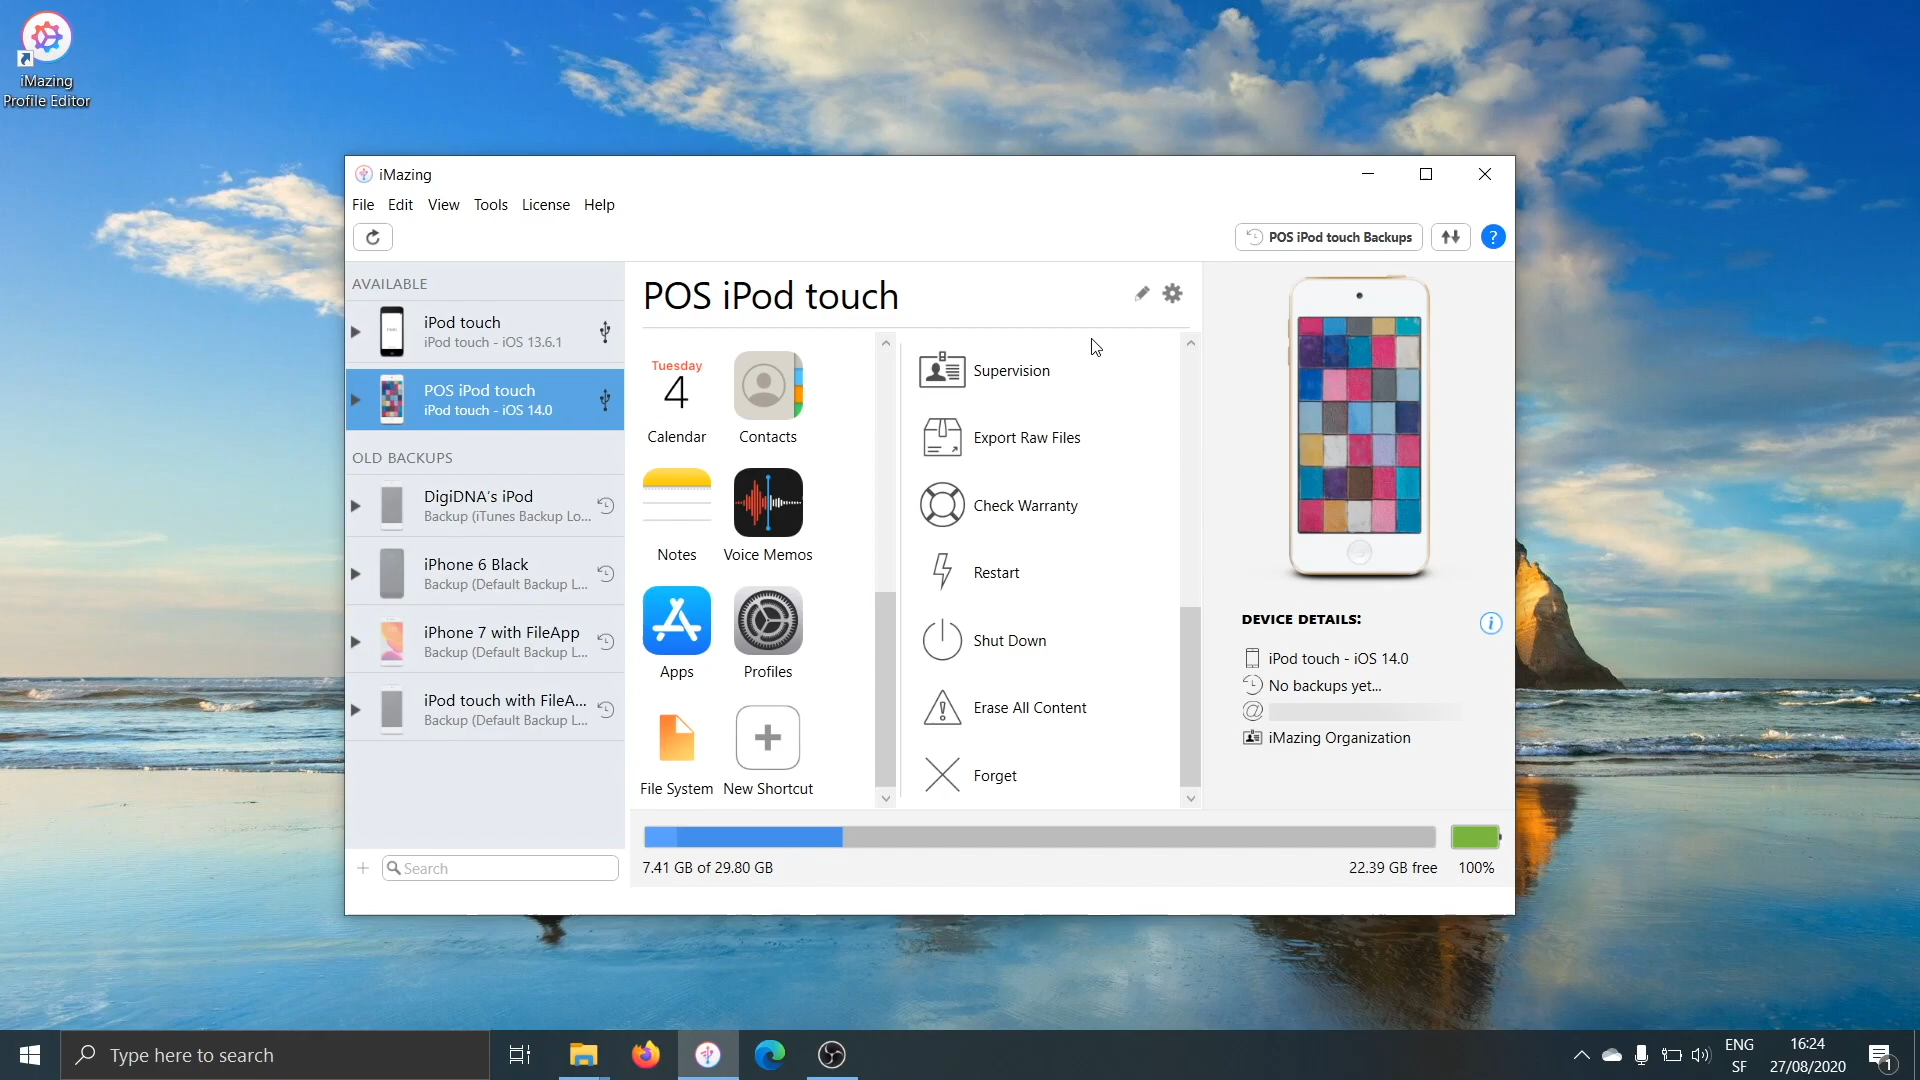 iMazing
Profile Editor
iMazing
File Edit View Tools License Help
POS iPod touch Backups
?
AVAILABLE
iPod touch
iPod touch - iOS 13.6.1
POS iPod touch
iPod touch - iOS 14.0
OLD BACKUPS
DigiDNA's iPod
Backup (iTunes Backup Lo...
iPhone 6 Black
Backup (Default Backup L...
iPhone 7 with FileApp
Backup (Default Backup L...
iPod touch with FileA...
Backup (Default Backup L...
Search
POS iPod touch
Tuesday
4
Calendar
Contacts
Notes
Voice Memos
Apps
Profiles
File System
New Shortcut
Supervision
Export Raw Files
Check Warranty
Restart
Shut Down
Erase All Content
Forget
DEVICE DETAILS:
iPod touch - iOS 14.0
No backups yet...
iMazing Organization
7.41 GB of 29.80 GB
22.39 GB free
100%
Type here to search
ENG
SF
16:24
27/08/2020
1